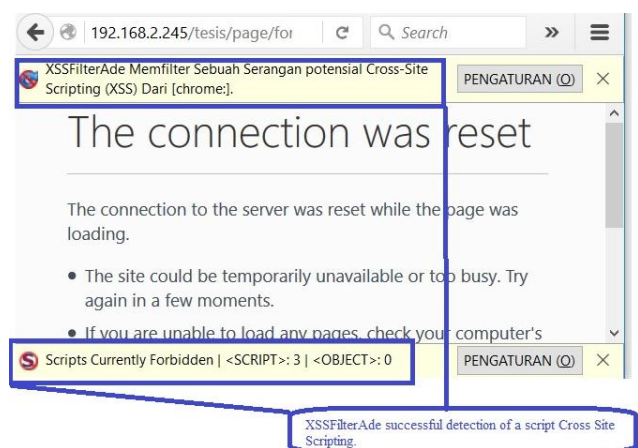 192.168.2.245/tesis/page/for
Search
XSSFilterAde Memfilter Sebuah Serangan potensial Cross-Site
Scripting (XSS) Dari [chrome:].
PENGATURAN (O)
The connection was reset
The connection to the server was reset while the page was
loading.
The site could be temporarily unavailable or too busy. Try
again in a few moments.
If you are unable to load any pages, check your computer's
Scripts Currently Forbidden | <SCRIPT>: 3 | <OBJECT>: 0
PENGATURAN (O)
XSSFilterAde successful detection of a script Cross Site
Scripting.